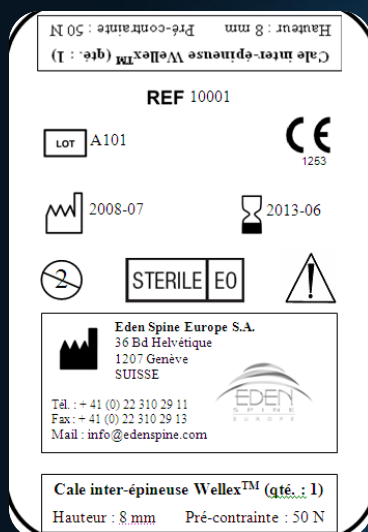 Cale inter-épineuse Wellex™ (qté. : 1)
Hauteur : 8 mm Pré-contrainte : 50 N
REF 10001
LOT A101
CE
1253
2008-07
2013-06
2
STERILE EO
Eden Spine Europe S.A.
36 Bd Helvétique
1207 Genève
SUISSE
Tél. : + 41 (0) 22 310 29 11
Fax : + 41 (0) 22 310 29 13
Mail : info@edenspine.com
EDEN
SPINE
EUROPE
Cale inter-épineuse Wellex™ (qté. : 1)
Hauteur : 8 mm Pré-contrainte : 50 N